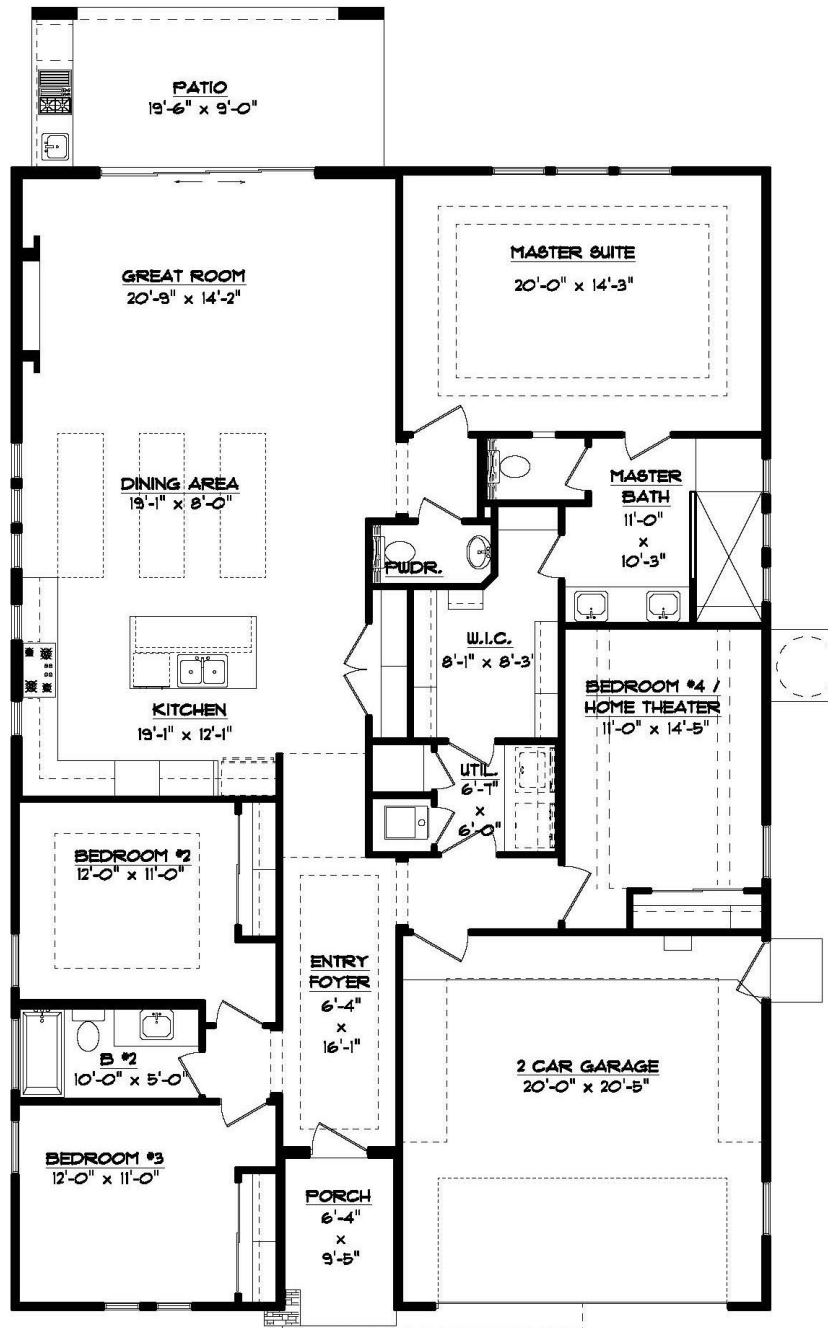 PATIO
19'-6" x 9'-0"
GREAT ROOM
20'-9" x 14'-2"
MASTER SUITE
20'-0" x 14'-3"
DINING AREA
19'-1" x 8'-0"
MASTER
BATH
11'-0"
x
10'-3"
PWDR.
W.I.C.
8'-1" x 8'-3"
KITCHEN
19'-1" x 12'-1"
BEDROOM #4 /
HOME THEATER
11'-0" x 14'-5"
UTIL.
6'-7"
x
6'-0"
BEDROOM #2
12'-0" x 11'-0"
ENTRY
FOYER
6'-4"
x
16'-1"
B #2
10'-0" x 5'-0"
2 CAR GARAGE
20'-0" x 20'-5"
BEDROOM #3
12'-0" x 11'-0"
PORCH
6'-4"
x
9'-5"